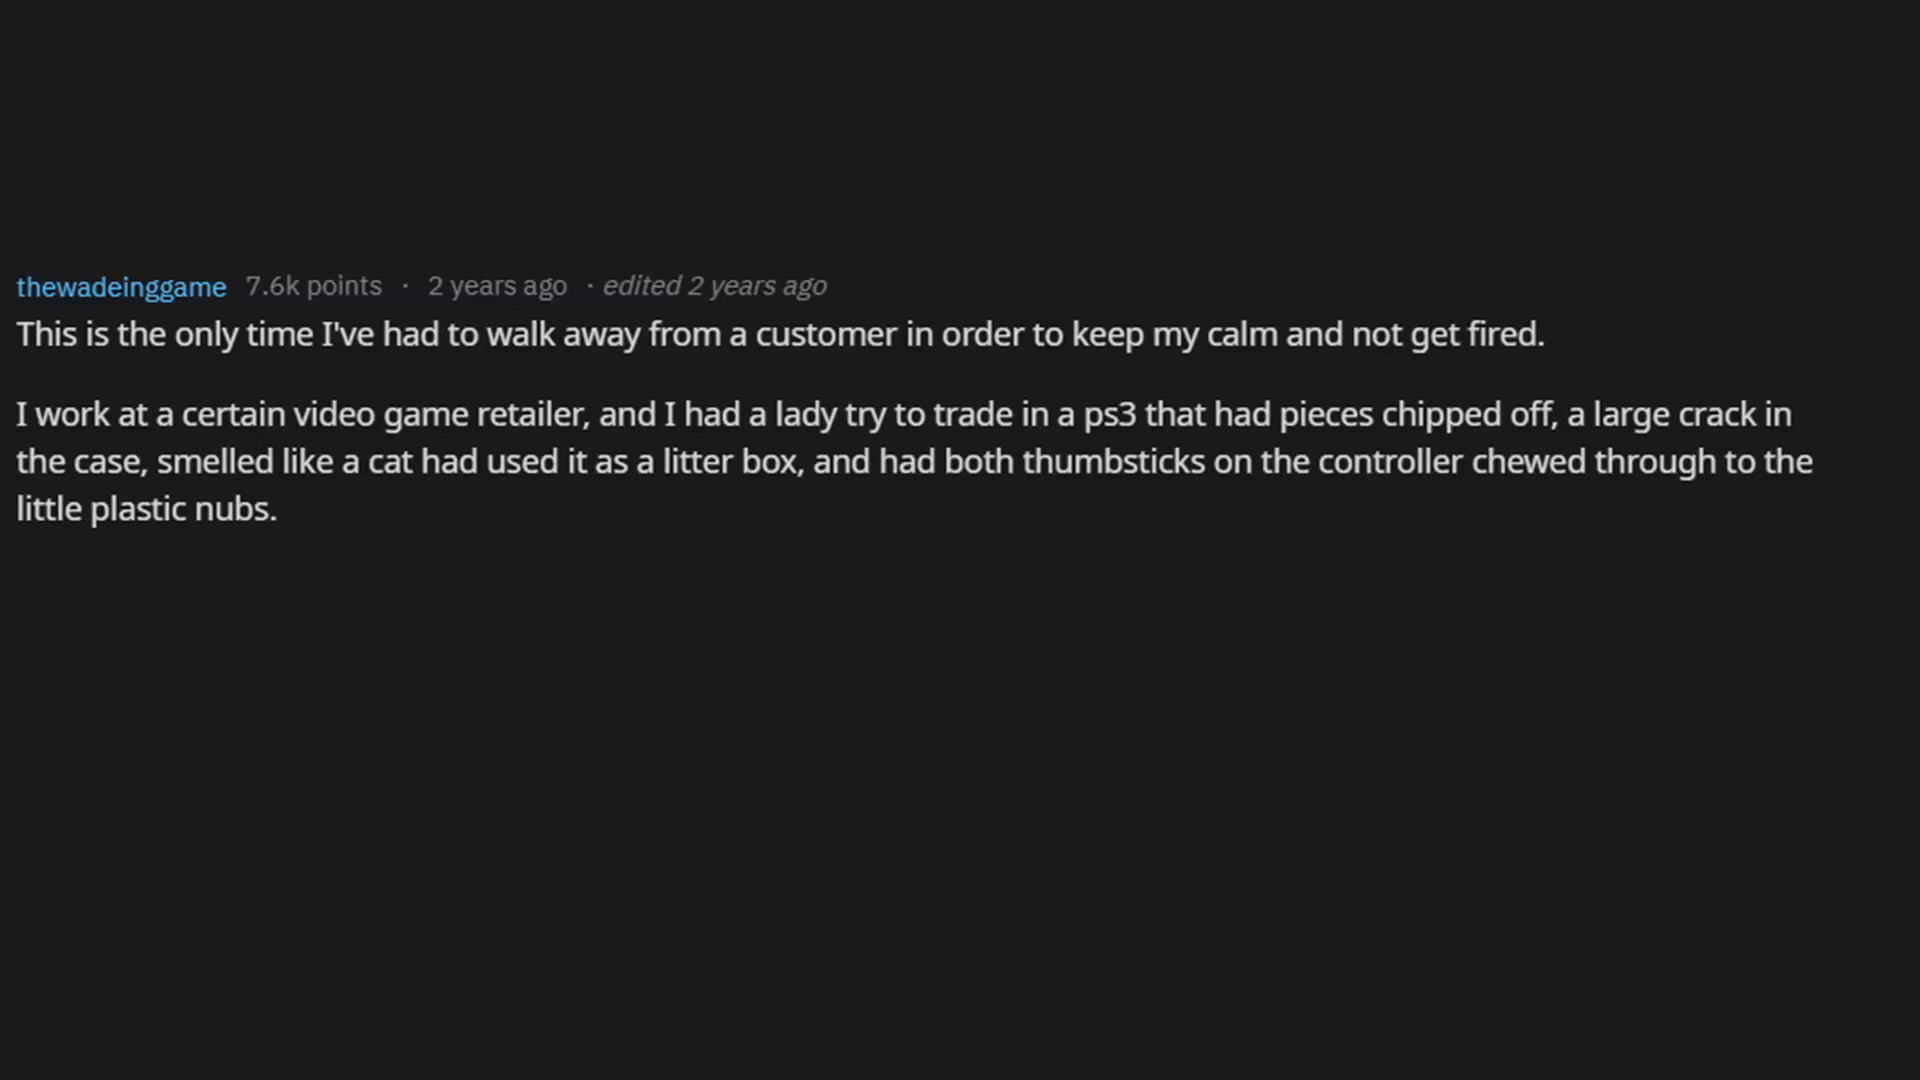 thewadeinggame 7.6k points · 2 years ago · edited 2 years ago
This is the only time I've had to walk away from a customer in order to keep my calm and not get fired.
I work at a certain video game retailer, and I had a lady try to trade in a ps3 that had pieces chipped off, a large crack in
the case, smelled like a cat had used it as a litter box, and had both thumbsticks on the controller chewed through to the
little plastic nubs.